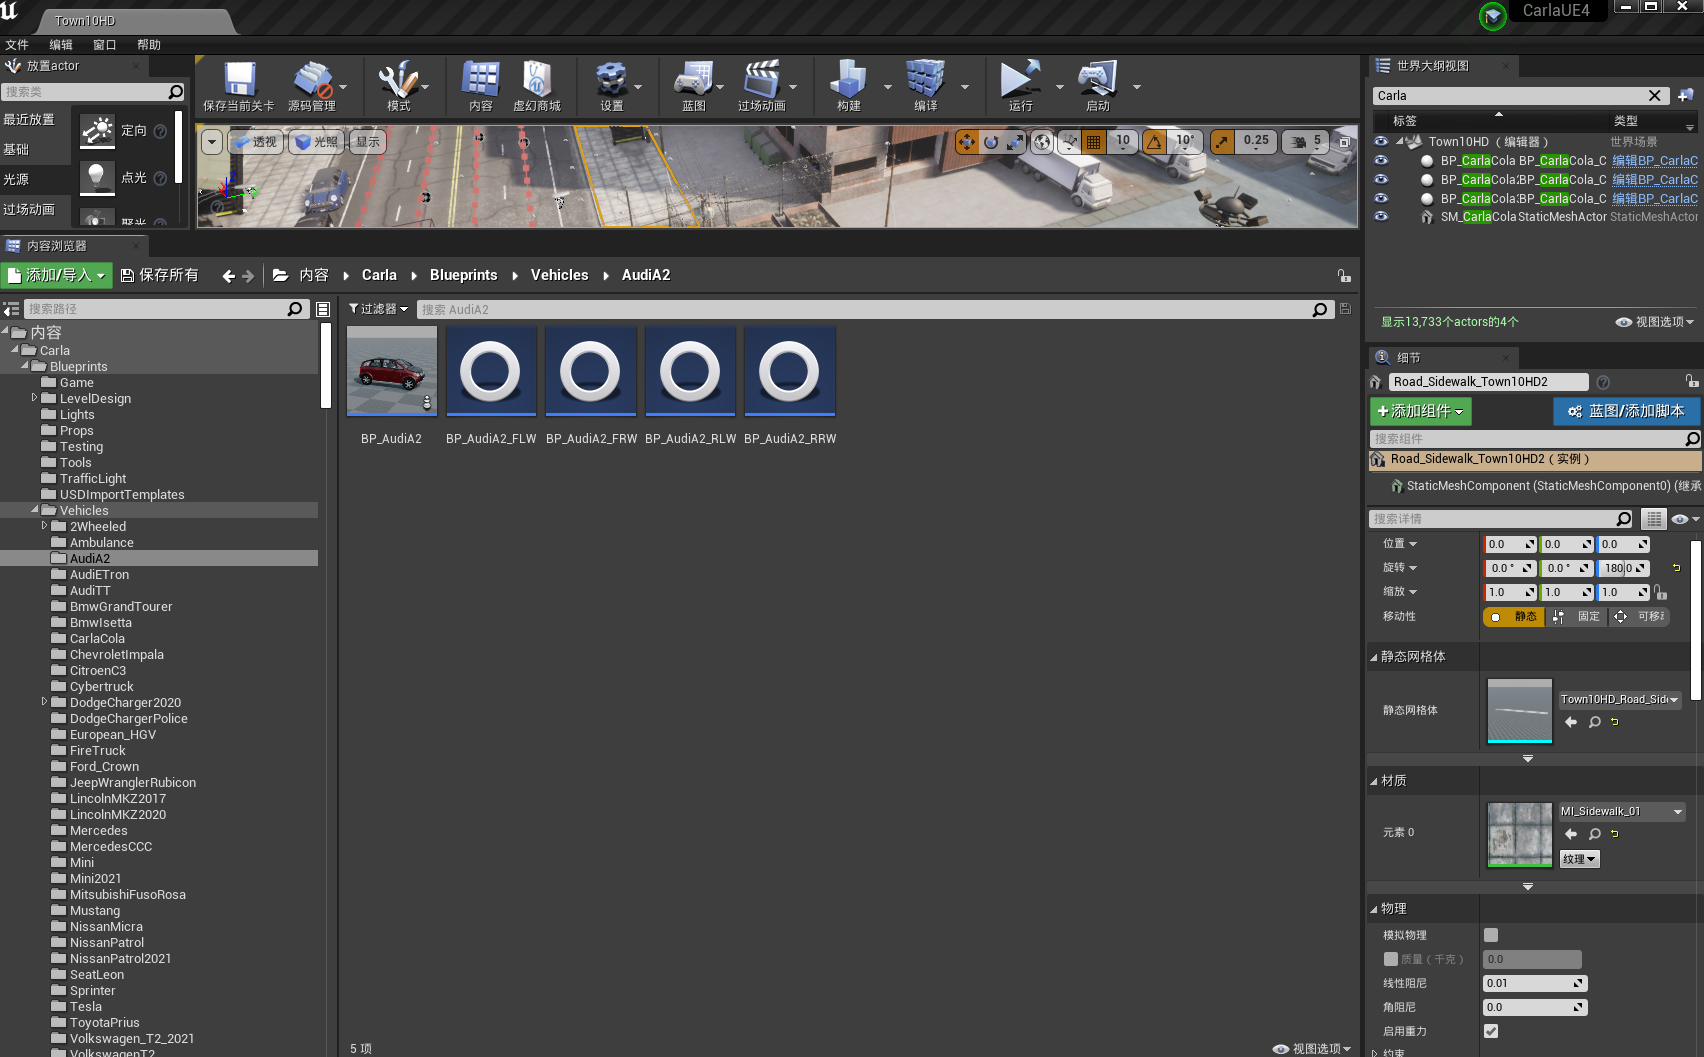 Town10HD
CarlaUE4
文件 编辑 窗口 帮助
放置actor
搜索类
最近放置
基础
光源
过场动画
定向
点光
聚光
保存当前关卡
源码管理
模式
内容
虚幻商城
设置
蓝图
过场动画
构建
编译
运行
启动
透视
光照
显示
10
10°
0.25
5
世界大纲视图
Carla
标签 类型
Town10HD（编辑器） 世界场景
BP_CarlaCola BP_CarlaCola_C 编辑BP_CarlaC
BP_CarlaCola2BP_CarlaCola_C 编辑BP_CarlaC
BP_CarlaCola3BP_CarlaCola_C 编辑BP_CarlaC
SM_CarlaCola StaticMeshActor StaticMeshActor
显示13,733个actors的4个
视图选项
内容浏览器
添加/导入
保存所有
内容 Carla Blueprints Vehicles AudiA2
搜索路径
过滤器
搜索 AudiA2
内容
Carla
Blueprints
Game
LevelDesign
Lights
Props
Testing
Tools
TrafficLight
USDImportTemplates
Vehicles
2Wheeled
Ambulance
AudiA2
AudiETron
AudiTT
BmwGrandTourer
BmwIsetta
CarlaCola
ChevroletImpala
CitroenC3
Cybertruck
DodgeCharger2020
DodgeChargerPolice
European_HGV
FireTruck
Ford_Crown
JeepWranglerRubicon
LincolnMKZ2017
LincolnMKZ2020
Mercedes
MercedesCCC
Mini
Mini2021
MitsubishiFusoRosa
Mustang
NissanMicra
NissanPatrol
NissanPatrol2021
SeatLeon
Sprinter
Tesla
ToyotaPrius
Volkswagen_T2_2021
VolkswagenT2
BP_AudiA2
BP_AudiA2_FLW
BP_AudiA2_FRW
BP_AudiA2_RLW
BP_AudiA2_RRW
5 项
视图选项
细节
Road_Sidewalk_Town10HD2
添加组件
蓝图/添加脚本
搜索组件
Road_Sidewalk_Town10HD2（实例）
StaticMeshComponent (StaticMeshComponent0) (继承
搜索详情
位置 0.0 0.0 0.0
旋转 0.0 ° 0.0 ° 180.0
缩放 1.0 1.0 1.0
移动性 静态 固定 可移
静态网格体
静态网格体
Town10HD_Road_Side
材质
元素 0
MI_Sidewalk_01
纹理
物理
模拟物理
质量（千克） 0.0
线性阻尼 0.01
角阻尼 0.0
启用重力
约束